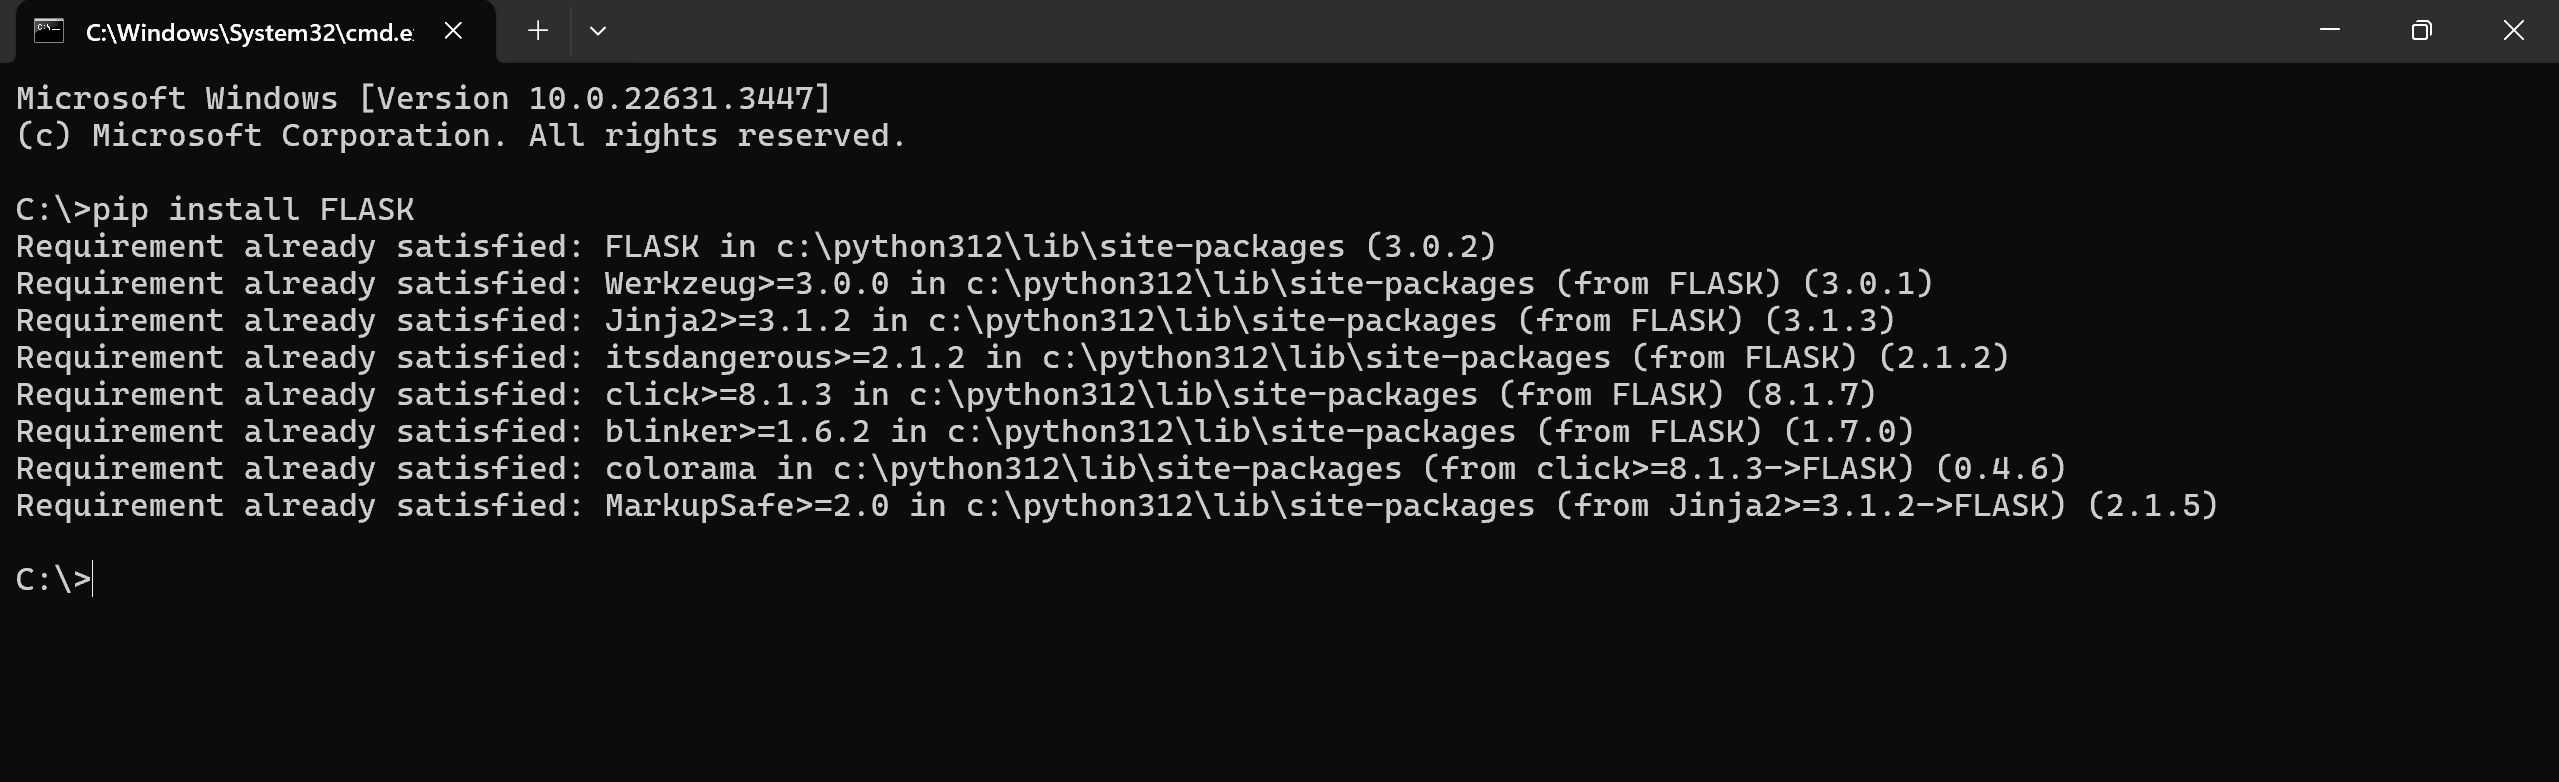 C:\Windows\System32\cmd.e
Microsoft Windows [Version 10.0.22631.3447]
(c) Microsoft Corporation. All rights reserved.
C:\>pip install FLASK
Requirement already satisfied: FLASK in c:\python312\lib\site-packages (3.0.2)
Requirement already satisfied: Werkzeug>=3.0.0 in c:\python312\lib\site-packages (from FLASK) (3.0.1)
Requirement already satisfied: Jinja2>=3.1.2 in c:\python312\lib\site-packages (from FLASK) (3.1.3)
Requirement already satisfied: itsdangerous>=2.1.2 in c:\python312\lib\site-packages (from FLASK) (2.1.2)
Requirement already satisfied: click>=8.1.3 in c:\python312\lib\site-packages (from FLASK) (8.1.7)
Requirement already satisfied: blinker>=1.6.2 in c:\python312\lib\site-packages (from FLASK) (1.7.0)
Requirement already satisfied: colorama in c:\python312\lib\site-packages (from click>=8.1.3->FLASK) (0.4.6)
Requirement already satisfied: MarkupSafe>=2.0 in c:\python312\lib\site-packages (from Jinja2>=3.1.2->FLASK) (2.1.5)
C:\>